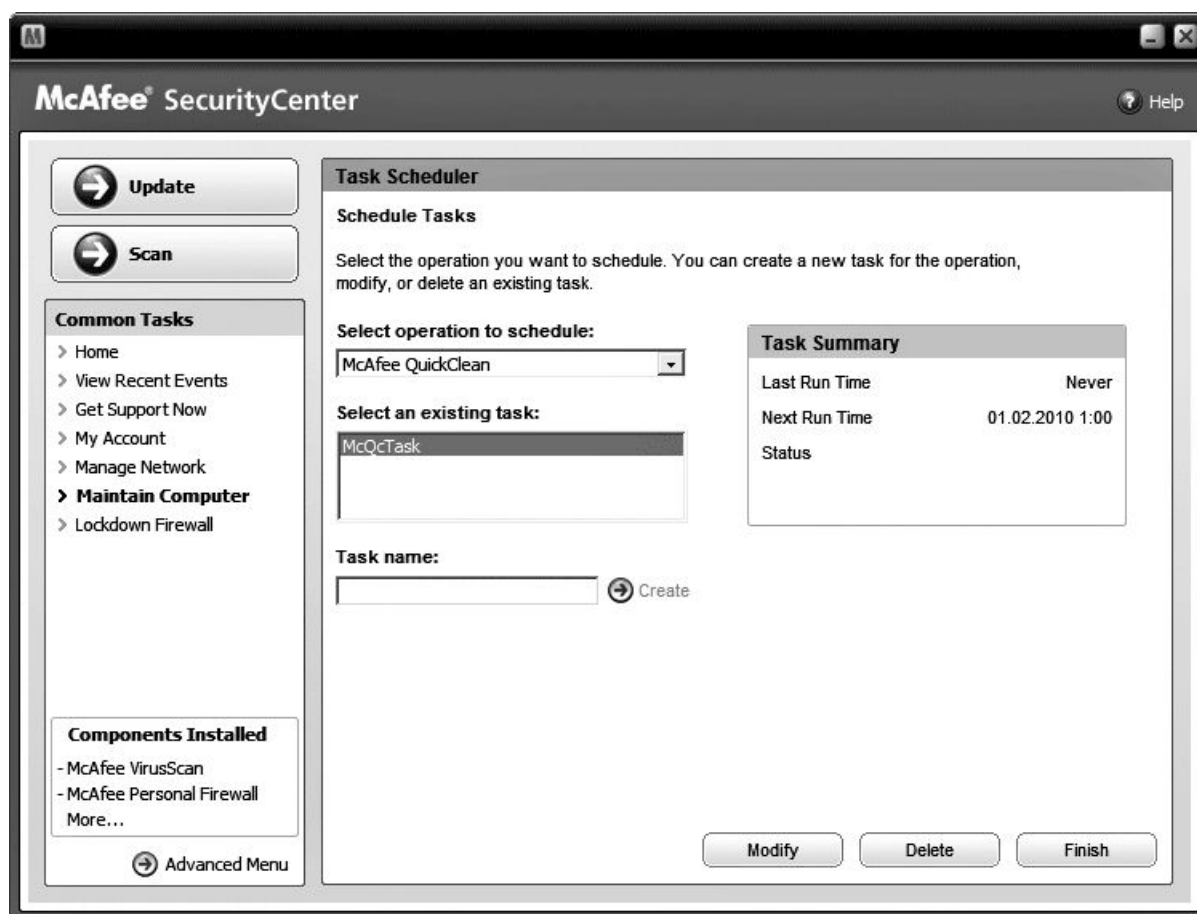 McAfee® SecurityCenter
Help
Update
Scan
Common Tasks
Home
View Recent Events
Get Support Now
My Account
Manage Network
Maintain Computer
Lockdown Firewall
Components Installed
- McAfee VirusScan
- McAfee Personal Firewall
More...
Advanced Menu
Task Scheduler
Schedule Tasks
Select the operation you want to schedule. You can create a new task for the operation,
modify, or delete an existing task.
Select operation to schedule:
McAfee QuickClean
Select an existing task:
McQcTask
Task name:
Create
Task Summary
Last Run Time Never
Next Run Time 01.02.2010 1:00
Status
Modify Delete Finish